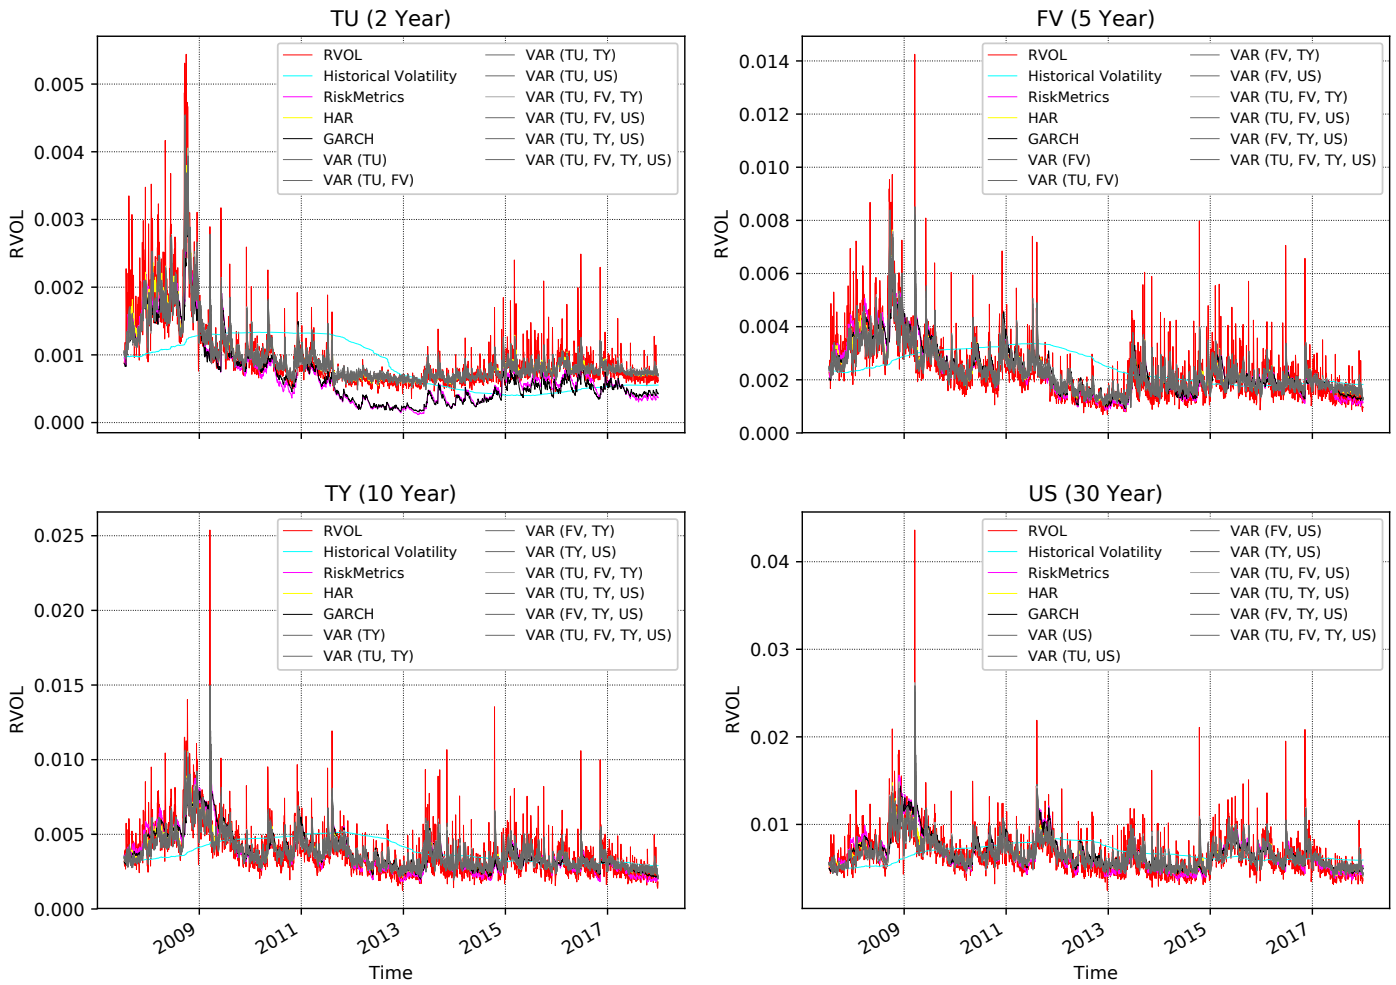 TU (2 Year)
RVOL
Historical Volatility
RiskMetrics
HAR
GARCH
VAR (TU)
VAR (TU, FV)
VAR (TU, TY)
VAR (TU, US)
VAR (TU, FV, TY)
VAR (TU, FV, US)
VAR (TU, TY, US)
VAR (TU, FV, TY, US)
0.005
0.004
0.003
0.002
0.001
0.000
RVOL
FV (5 Year)
RVOL
Historical Volatility
RiskMetrics
HAR
GARCH
VAR (FV)
VAR (TU, FV)
VAR (FV, TY)
VAR (FV, US)
VAR (TU, FV, TY)
VAR (TU, FV, US)
VAR (FV, TY, US)
VAR (TU, FV, TY, US)
0.014
0.012
0.010
0.008
0.006
0.004
0.002
0.000
RVOL
TY (10 Year)
RVOL
Historical Volatility
RiskMetrics
HAR
GARCH
VAR (TY)
VAR (TU, TY)
VAR (FV, TY)
VAR (TY, US)
VAR (TU, FV, TY)
VAR (TU, TY, US)
VAR (FV, TY, US)
VAR (TU, FV, TY, US)
0.025
0.020
0.015
0.010
0.005
0.000
RVOL
2009
2011
2013
2015
2017
Time
US (30 Year)
RVOL
Historical Volatility
RiskMetrics
HAR
GARCH
VAR (US)
VAR (TU, US)
VAR (FV, US)
VAR (TY, US)
VAR (TU, FV, US)
VAR (TU, TY, US)
VAR (FV, TY, US)
VAR (TU, FV, TY, US)
0.04
0.03
0.02
0.01
RVOL
2009
2011
2013
2015
2017
Time